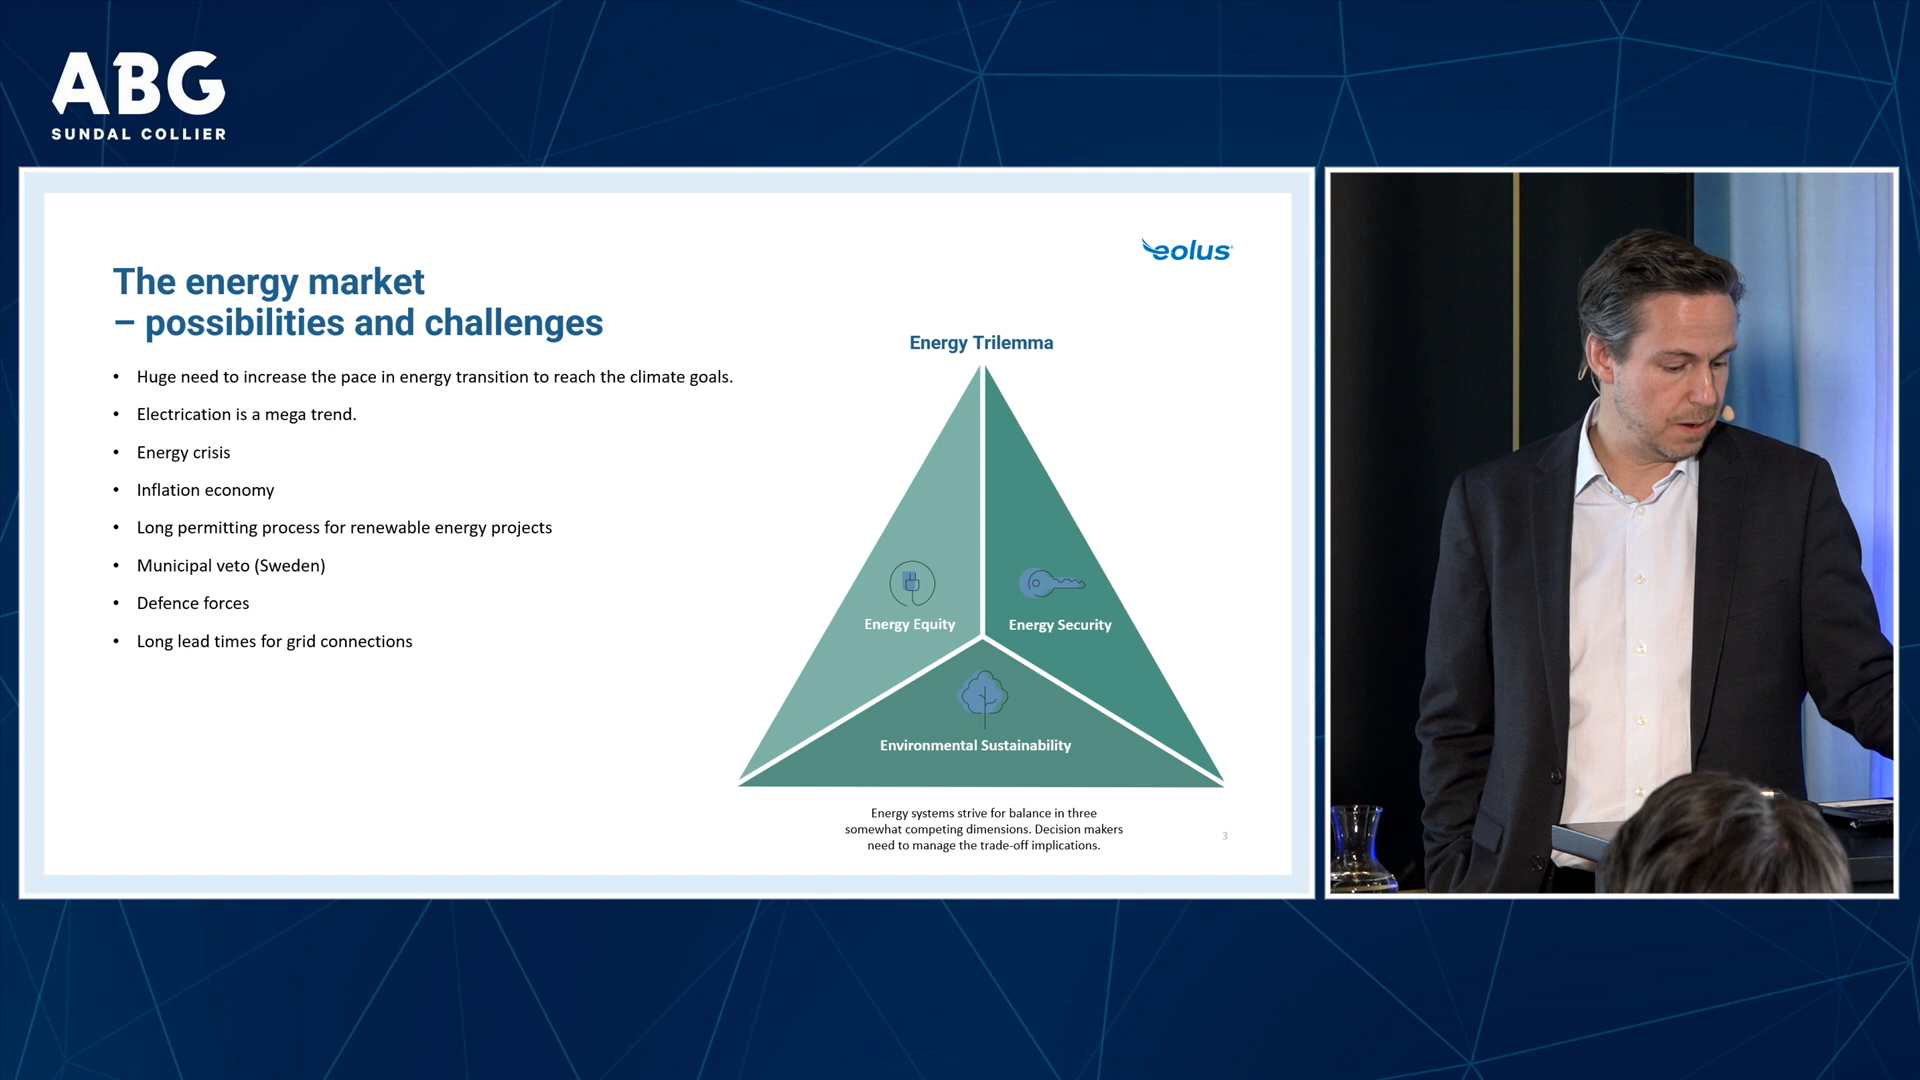 ABG
SUNDAL COLLIER
eolus
The energy market
– possibilities and challenges
• Huge need to increase the pace in energy transition to reach the climate goals.
• Electrication is a mega trend.
• Energy crisis
• Inflation economy
• Long permitting process for renewable energy projects
• Municipal veto (Sweden)
• Defence forces
• Long lead times for grid connections
Energy Trilemma
Energy Equity
Energy Security
Environmental Sustainability
Energy systems strive for balance in three
somewhat competing dimensions. Decision makers
need to manage the trade-off implications.
3